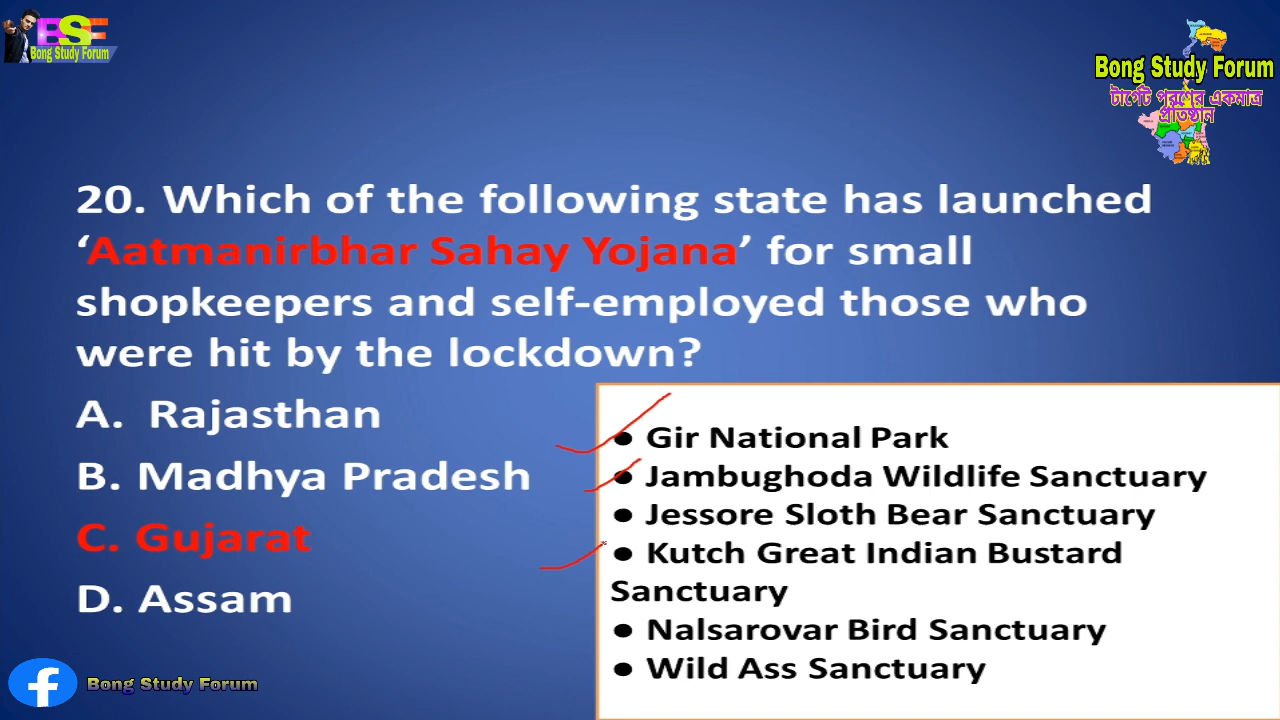 BSF
Bong Study Forum
Bong Study Forum
টার্গেট পূরণের একমাত্র
প্রতিষ্ঠান
20. Which of the following state has launched
‘Aatmanirbhar Sahay Yojana’ for small
shopkeepers and self-employed those who
were hit by the lockdown?
A. Rajasthan
B. Madhya Pradesh
C. Gujarat
D. Assam
● Gir National Park
● Jambughoda Wildlife Sanctuary
● Jessore Sloth Bear Sanctuary
● Kutch Great Indian Bustard
Sanctuary
● Nalsarovar Bird Sanctuary
● Wild Ass Sanctuary
Bong Study Forum